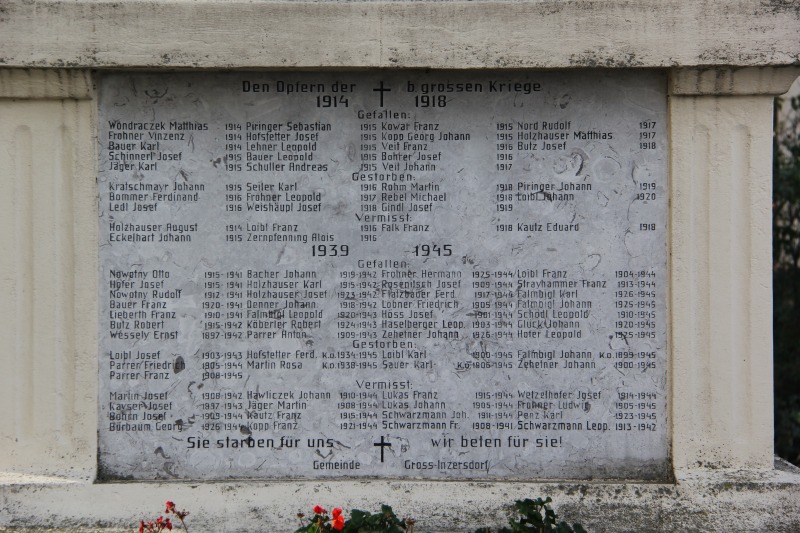 Den Opfern der b. grossen Kriege
1914 1918
Gefallen:
Wondraczek Matthias 1914 Piringer Sebastian 1915 Kowar Franz 1915 Nord Rudolf 1917
Frohner Vinzenz 1914 Hofstetter Josef 1915 Kopp Georg Johann 1915 Holzhauser Matthias 1917
Bauer Karl 1914 Lehner Leopold 1915 Veit Franz 1916 Butz Josef 1918
Schinnerl Josef 1915 Bauer Leopold 1915 Bohrer Josef 1916
Jäger Karl 1915 Schuller Andreas 1915 Veit Johann 1917
Gestorben:
Kratschmayr Johann 1915 Seiler Karl 1916 Rohm Martin 1918 Piringer Johann 1919
Bommer Ferdinand 1916 Frohner Leopold 1917 Rebel Michael 1918 Loibl Johann 1920
Ledl Josef 1916 Weishäupl Josef 1918 Gindl Josef 1919
Vermisst:
Holzhauser August 1914 Loibl Franz 1916 Falk Franz 1918 Kautz Eduard 1918
Eckelhart Johann 1915 Zernpfenning Alois 1916
1939 1945
Gefallen:
Nowotny Otto 1915-1941 Bacher Johann 1919-1942 Frohner Hermann 1925-1944 Loibl Franz 1904-1944
Hofer Josef 1915-1941 Holzhauser Karl 1915-1942 Rosenitsch Josef 1909-1944 Strayhammer Franz 1913-1944
Nowotny Rudolf 1917-1941 Holzhauser Josef 1923-1942 Pfalzbauer Ferd. 1917-1944 Falmbigl Karl 1926-1945
Bauer Franz 1920-1941 Donner Johann 1918-1942 Lobner Friedrich 1905-1944 Falmbigl Johann 1925-1945
Lieberth Franz 1910-1941 Falmbigl Leopold 1920-1943 Höss Josef 1901-1944 Schodl Leopold 1910-1945
Butz Robert 1915-1942 Köberler Robert 1924-1943 Haselberger Leop. 1903-1944 Glück Johann 1920-1945
Wessely Ernst 1897-1942 Parrer Anton 1909-1943 Zehetner Johann 1926-1944 Hofer Leopold 1925-1945
Gestorben:
Loibl Josef 1903-1943 Hofstetter Ferd. K.O. 1934-1945 Loibl Karl 1900-1945 Falmbigl Johann K.O. 1899-1945
Parrer Friedrich 1905-1944 Martin Rosa K.O. 1938-1945 Sauer Karl K.O. 1905-1945 Zehetner Johann 1900-1945
Parrer Franz 1908-1945
Vermisst:
Martin Josef 1908-1942 Hawliczek Johann 1910-1944 Lukas Franz 1915-1944 Wetzelhofer Josef 1914-1944
Kayser Josef 1937-1943 Jäger Martin 1908-1944 Lukas Johann 1905-1944 Frohner Ludwig 1905-1945
Bohrn Josef 1923-1944 Kautz Franz 1915-1944 Schwarzmann Joh. 1911-1944 Penz Karl 1923-1945
Burbaum Georg 1926-1944 Kopp Franz 1921-1944 Schwarzmann Fr. 1908-1941 Schwarzmann Leop. 1913-1942
Sie starben für uns wir beten für sie!
Gemeinde Gross-Inzersdorf